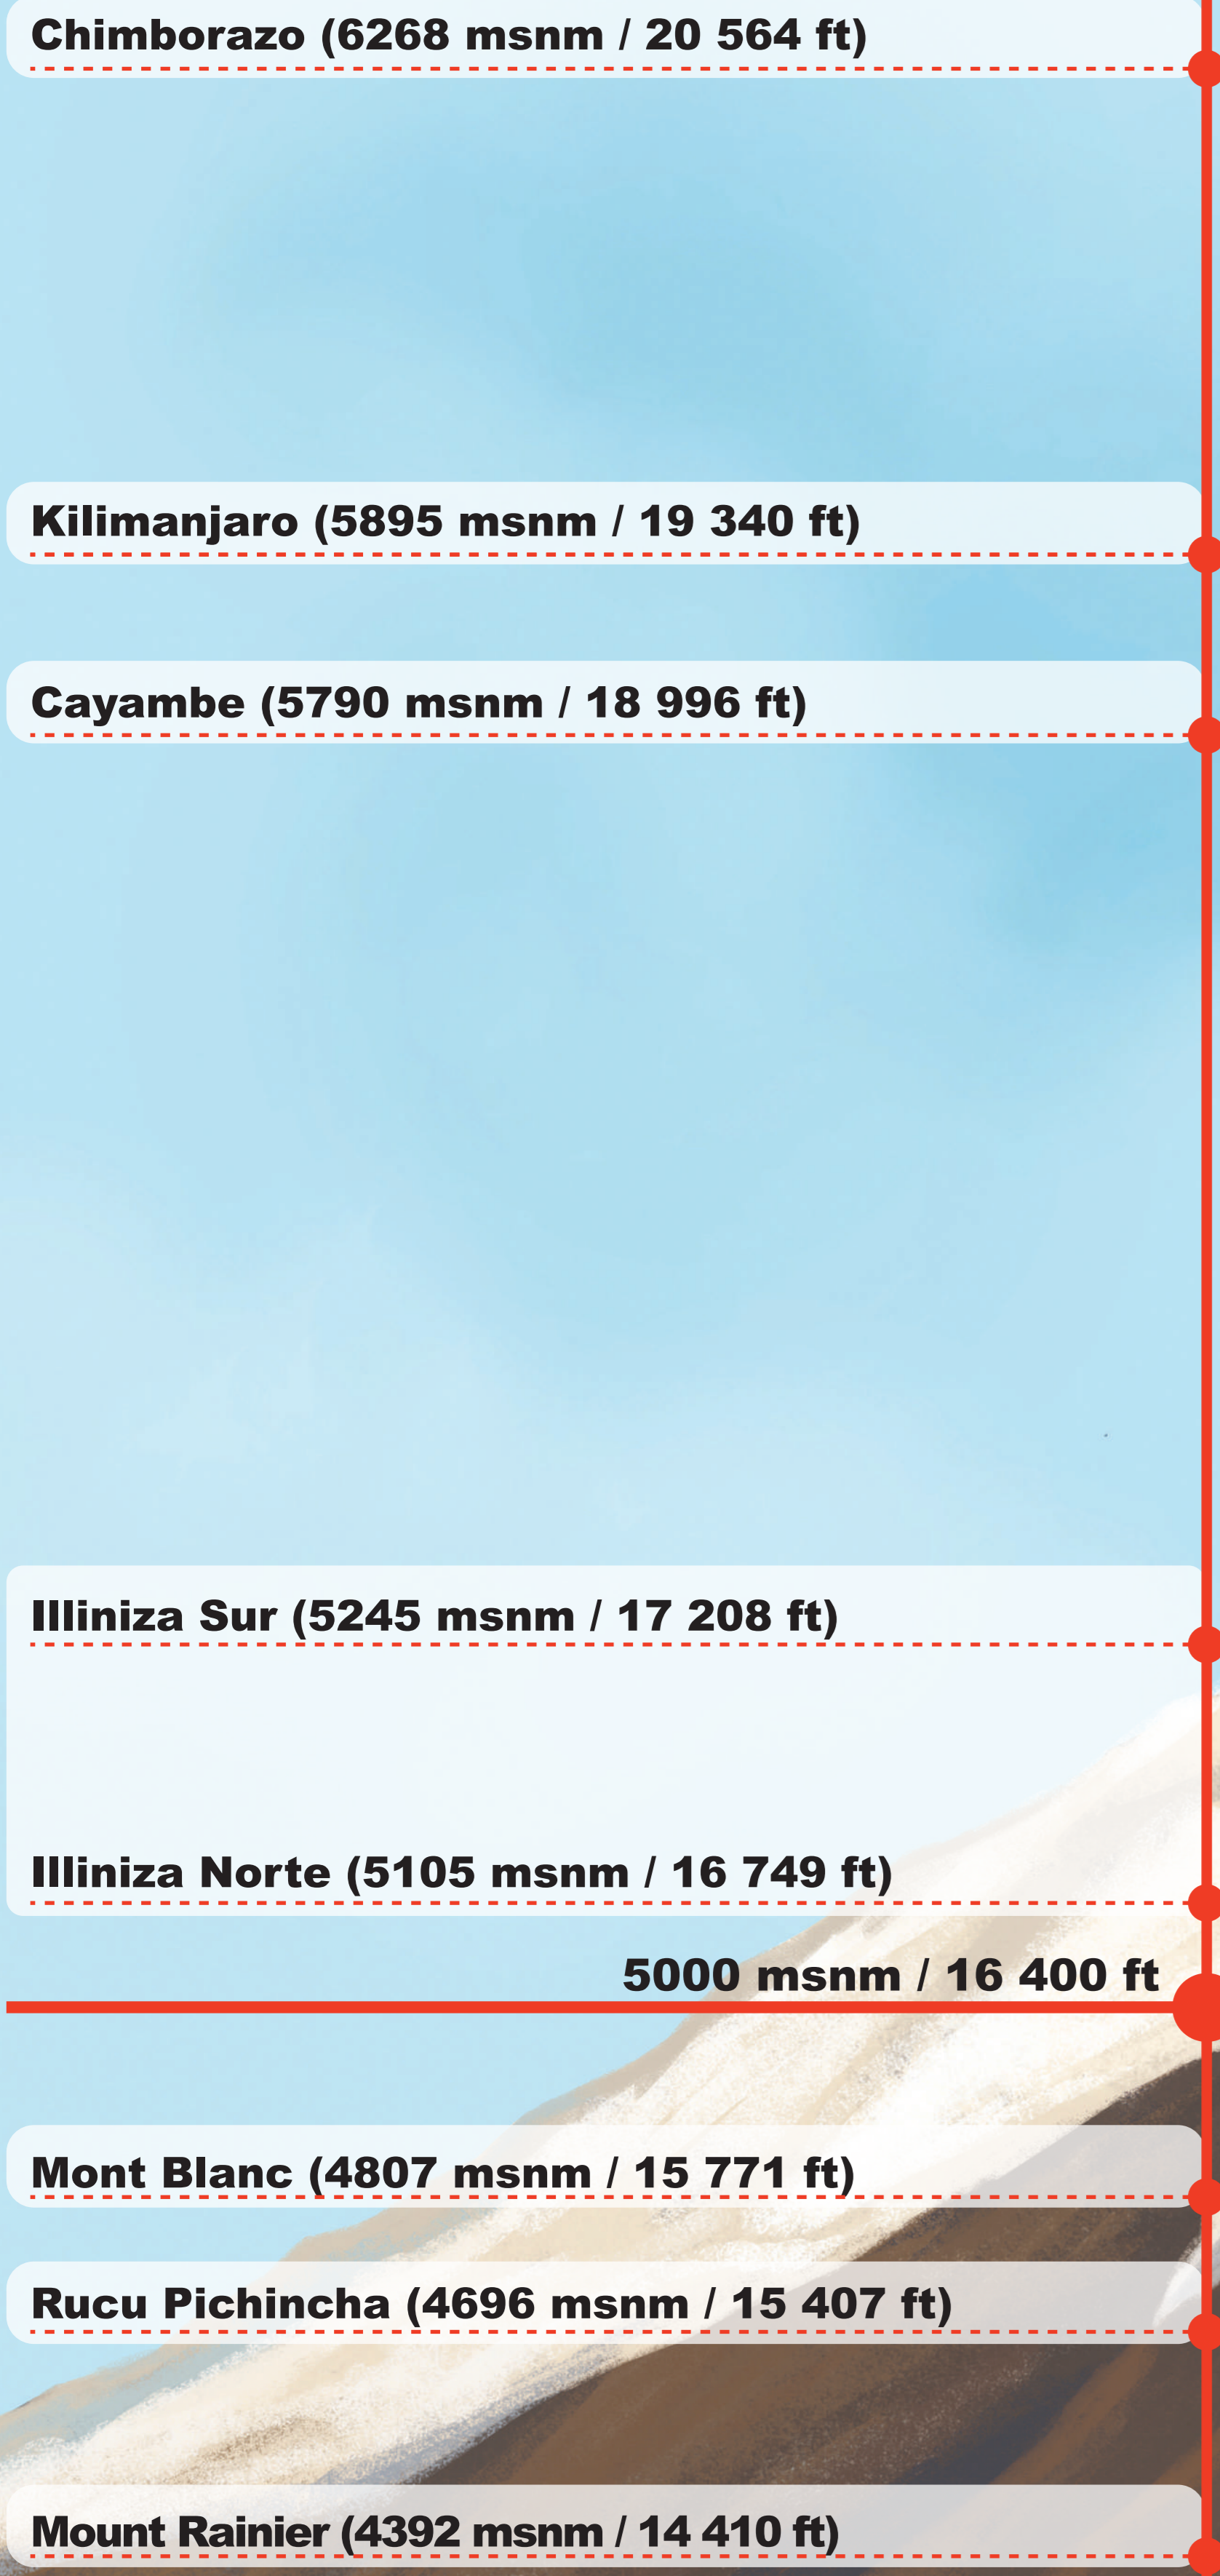 Chimborazo (6268 msnm / 20 564 ft)
Kilimanjaro (5895 msnm / 19 340 ft)
Cayambe (5790 msnm / 18 996 ft)
Illiniza Sur (5245 msnm / 17 208 ft)
Illiniza Norte (5105 msnm / 16 749 ft)
5000 msnm / 16 400 ft
Mont Blanc (4807 msnm / 15 771 ft)
Rucu Pichincha (4696 msnm / 15 407 ft)
Mount Rainier (4392 msnm / 14 410 ft)